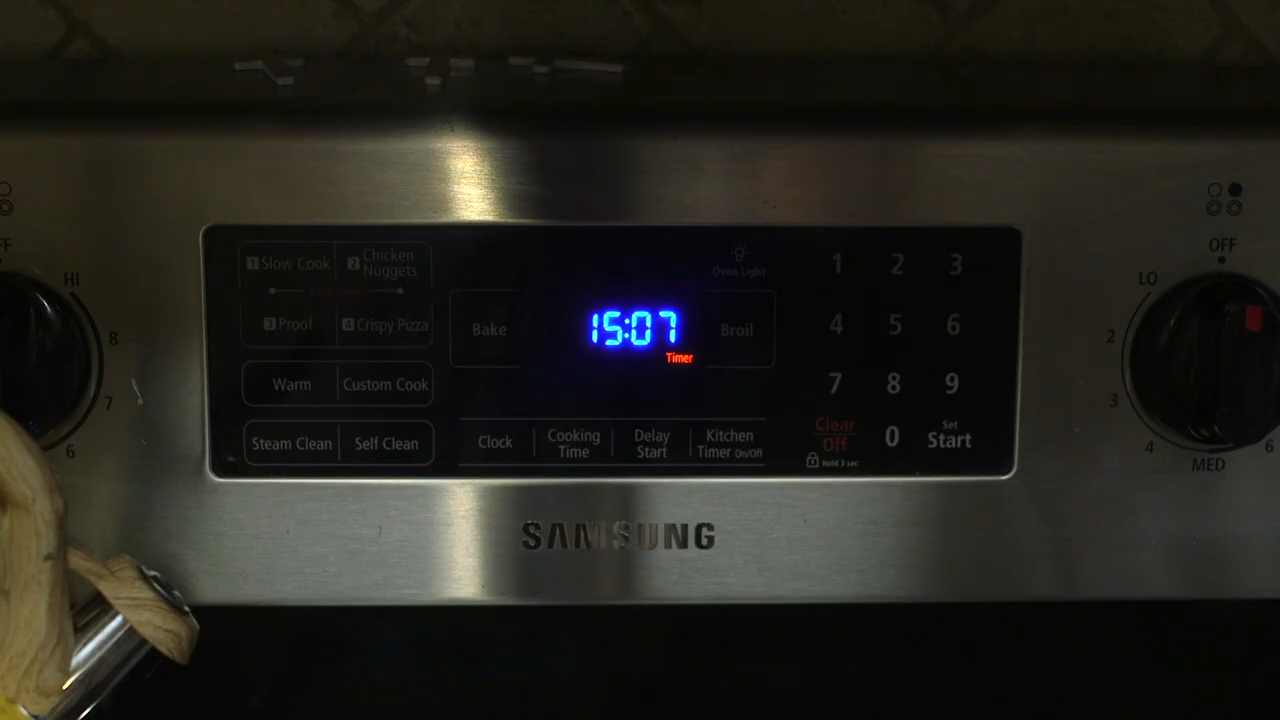 OFF
HI
8
7
6
1 Slow Cook
2 Chicken Nuggets
3 Proof
4 Crispy Pizza
Warm
Custom Cook
Steam Clean
Self Clean
Bake
15:07
Timer
Oven Light
Broil
Clock
Cooking Time
Delay Start
Kitchen Timer On/Off
1 2 3
4 5 6
7 8 9
Clear
Off
0
Set
Start
Hold 3 sec
SAMSUNG
OFF
LO
2
3
4
MED
6